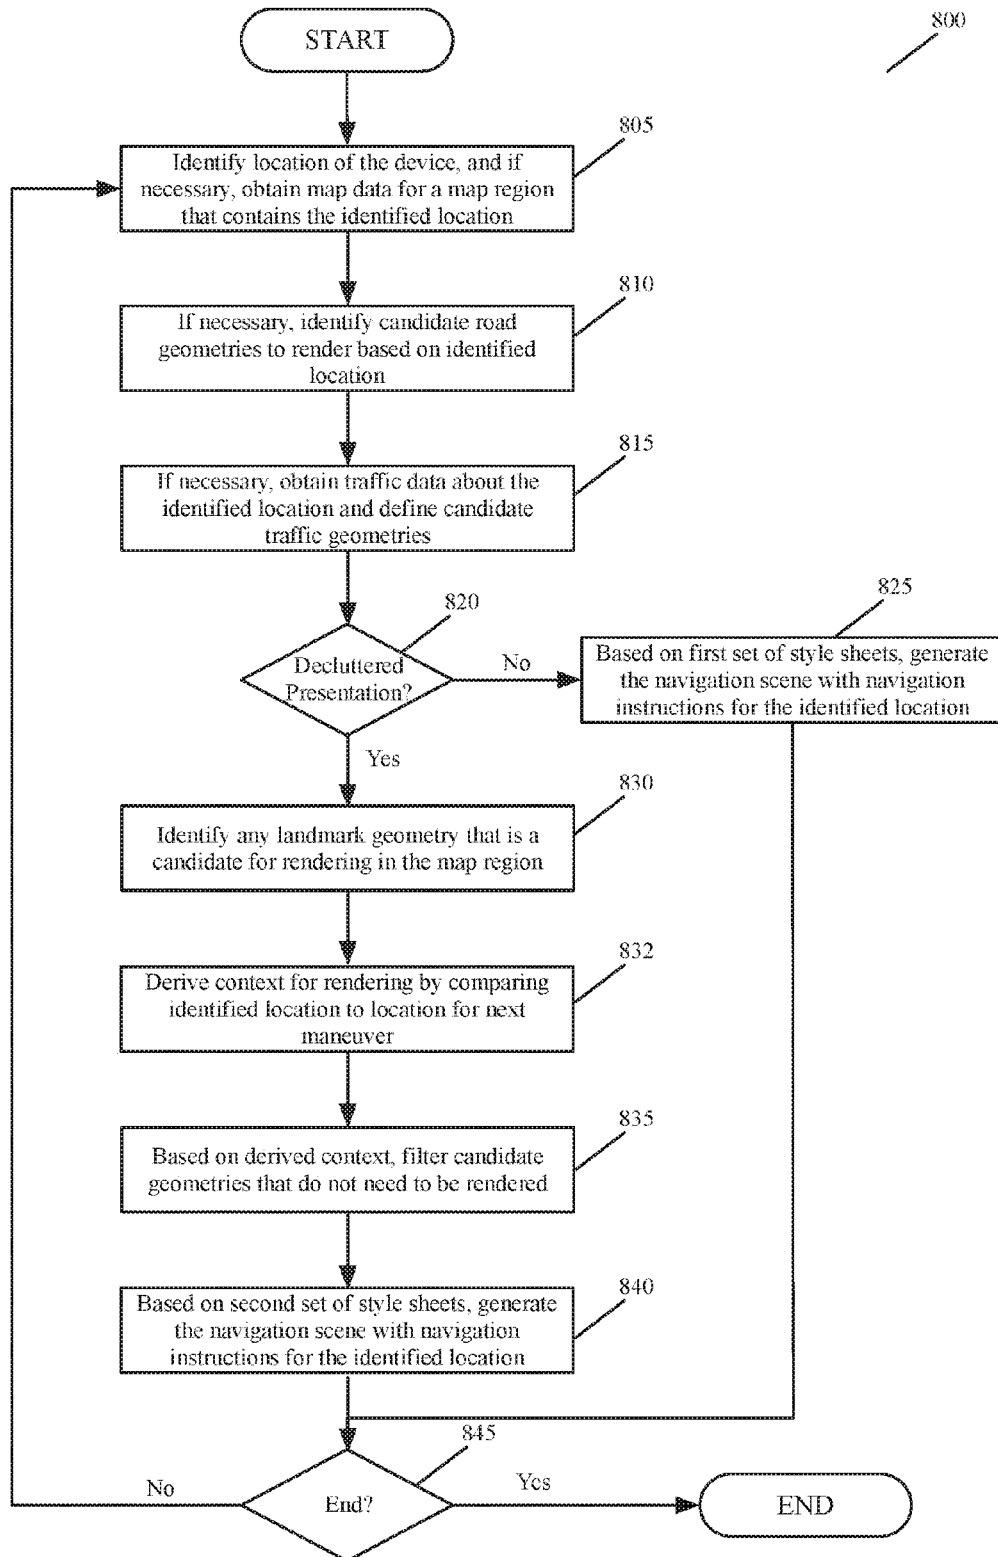 800
START
805
Identify location of the device, and if
necessary, obtain map data for a map region
that contains the identified location
810
If necessary, identify candidate road
geometries to render based on identified
location
815
If necessary, obtain traffic data about the
identified location and define candidate
traffic geometries
820
Decluttered
Presentation?
No
825
Based on first set of style sheets, generate
the navigation scene with navigation
instructions for the identified location
Yes
830
Identify any landmark geometry that is a
candidate for rendering in the map region
832
Derive context for rendering by comparing
identified location to location for next
maneuver
835
Based on derived context, filter candidate
geometries that do not need to be rendered
840
Based on second set of style sheets, generate
the navigation scene with navigation
instructions for the identified location
845
No
End?
Yes
END